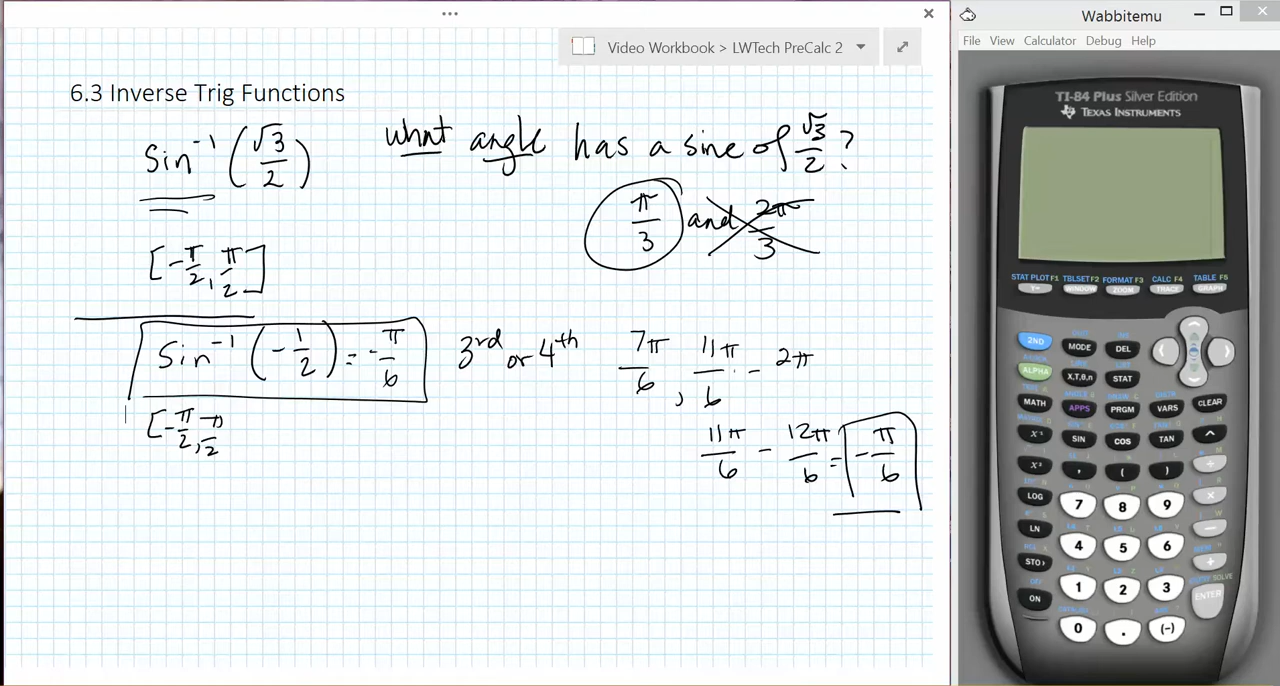 Video Workbook > LWTech PreCalc 2
6.3 Inverse Trig Functions
Sin⁻¹ (√3/2) what angle has a sine of √3/2?
π/3 and 2π/3
[-π/2, π/2]
Sin⁻¹ (-1/2) = -π/6 3rd or 4th 7π/6, 11π/6 - 2π
[-π/2, π/2
11π/6 - 12π/6 = -π/6
Wabbitemu
File View Calculator Debug Help
TI-84 Plus Silver Edition
TEXAS INSTRUMENTS
STAT PLOT F1 TBLSET F2 FORMAT F3 CALC F4 TABLE F5
Y= WINDOW ZOOM TRACE GRAPH
2ND MODE DEL
ALPHA X,T,θ,n STAT
MATH APPS PRGM VARS CLEAR
SIN COS TAN ^
x² , ( ) ÷
LOG 7 8 9 ×
LN 4 5 6 −
STO› 1 2 3 +
ON 0 . (-) ENTER